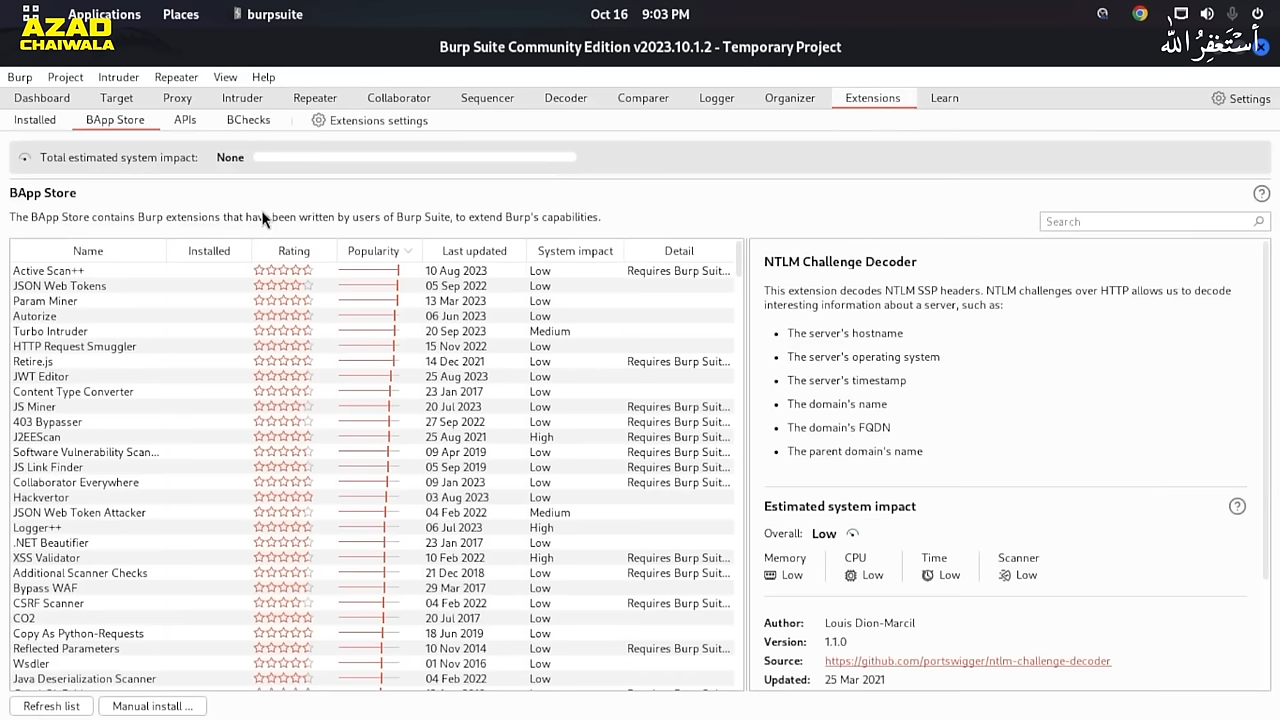 Applications Places burpsuite Oct 16 9:03 PM
AZAD
CHAIWALA
أستغفر الله
Burp Suite Community Edition v2023.10.1.2 - Temporary Project
Burp Project Intruder Repeater View Help
Dashboard Target Proxy Intruder Repeater Collaborator Sequencer Decoder Comparer Logger Organizer Extensions Learn Settings
Installed BApp Store APIs BChecks Extensions settings
Total estimated system impact: None
BApp Store
The BApp Store contains Burp extensions that have been written by users of Burp Suite, to extend Burp's capabilities.
Search
Name Installed Rating Popularity Last updated System impact Detail
Active Scan++ 10 Aug 2023 Low Requires Burp Suit...
JSON Web Tokens 05 Sep 2022 Low
Param Miner 13 Mar 2023 Low
Autorize 06 Jun 2023 Low
Turbo Intruder 20 Sep 2023 Medium
HTTP Request Smuggler 15 Nov 2022 Low
Retire.js 14 Dec 2021 Low Requires Burp Suit...
JWT Editor 25 Aug 2023 Low
Content Type Converter 23 Jan 2017 Low
JS Miner 20 Jul 2023 Low Requires Burp Suit...
403 Bypasser 27 Sep 2022 Low Requires Burp Suit...
J2EEScan 25 Aug 2021 High Requires Burp Suit...
Software Vulnerability Scan... 09 Apr 2019 Low Requires Burp Suit...
JS Link Finder 05 Sep 2019 Low Requires Burp Suit...
Collaborator Everywhere 09 Jan 2023 Low Requires Burp Suit...
Hackvertor 03 Aug 2023 Low
JSON Web Token Attacker 04 Feb 2022 Medium
Logger++ 06 Jul 2023 High
.NET Beautifier 23 Jan 2017 Low
XSS Validator 10 Feb 2022 High Requires Burp Suit...
Additional Scanner Checks 21 Dec 2018 Low Requires Burp Suit...
Bypass WAF 29 Mar 2017 Low
CSRF Scanner 04 Feb 2022 Low Requires Burp Suit...
CO2 20 Jul 2017 Low
Copy As Python-Requests 18 Jun 2019 Low
Reflected Parameters 10 Nov 2014 Low Requires Burp Suit...
Wsdler 01 Nov 2016 Low
Java Deserialization Scanner 04 Feb 2022 Low
Refresh list Manual install ...
NTLM Challenge Decoder
This extension decodes NTLM SSP headers. NTLM challenges over HTTP allows us to decode
interesting information about a server, such as:
• The server's hostname
• The server's operating system
• The server's timestamp
• The domain's name
• The domain's FQDN
• The parent domain's name
Estimated system impact
Overall: Low
Memory CPU Time Scanner
Low Low Low Low
Author: Louis Dion-Marcil
Version: 1.1.0
Source: https://github.com/portswigger/ntlm-challenge-decoder
Updated: 25 Mar 2021